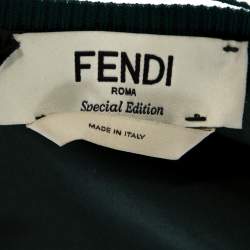 FENDI
ROMA
Special Edition
MADE IN ITALY